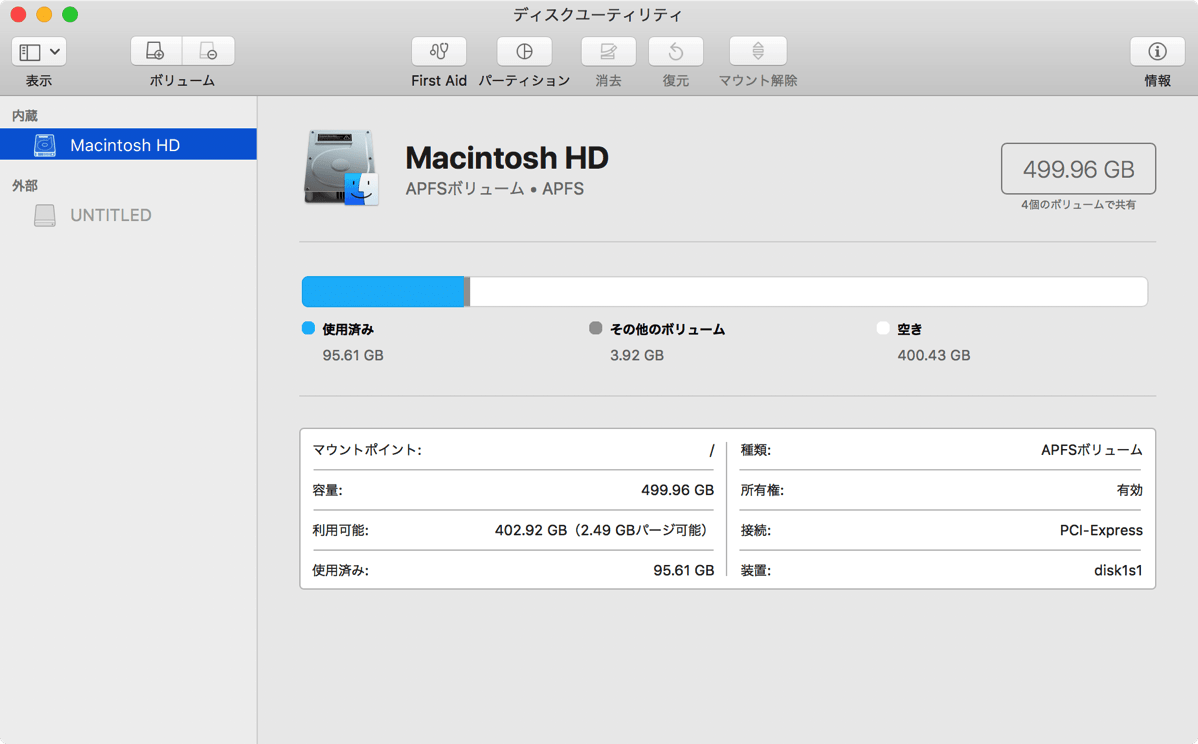 ディスクユーティリティ
表示
ボリューム
First Aid
パーティション
消去
復元
マウント解除
情報
内蔵
Macintosh HD
外部
UNTITLED
Macintosh HD
APFSボリューム • APFS
499.96 GB
4個のボリュームで共有
使用済み
95.61 GB
その他のボリューム
3.92 GB
空き
400.43 GB
マウントポイント: /
容量: 499.96 GB
利用可能: 402.92 GB（2.49 GBパージ可能）
使用済み: 95.61 GB
種類: APFSボリューム
所有権: 有効
接続: PCI-Express
装置: disk1s1